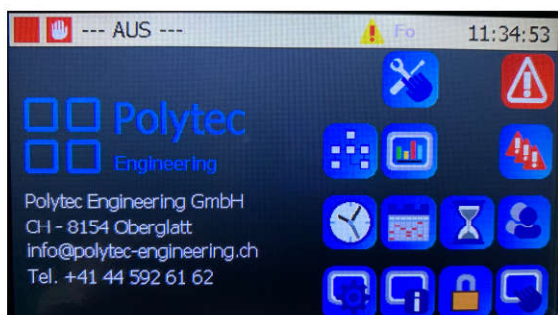 --- AUS ---
Fo
11:34:53
Polytec
Engineering
Polytec Engineering GmbH
CH - 8154 Oberglatt
info@polytec-engineering.ch
Tel. +41 44 592 61 62